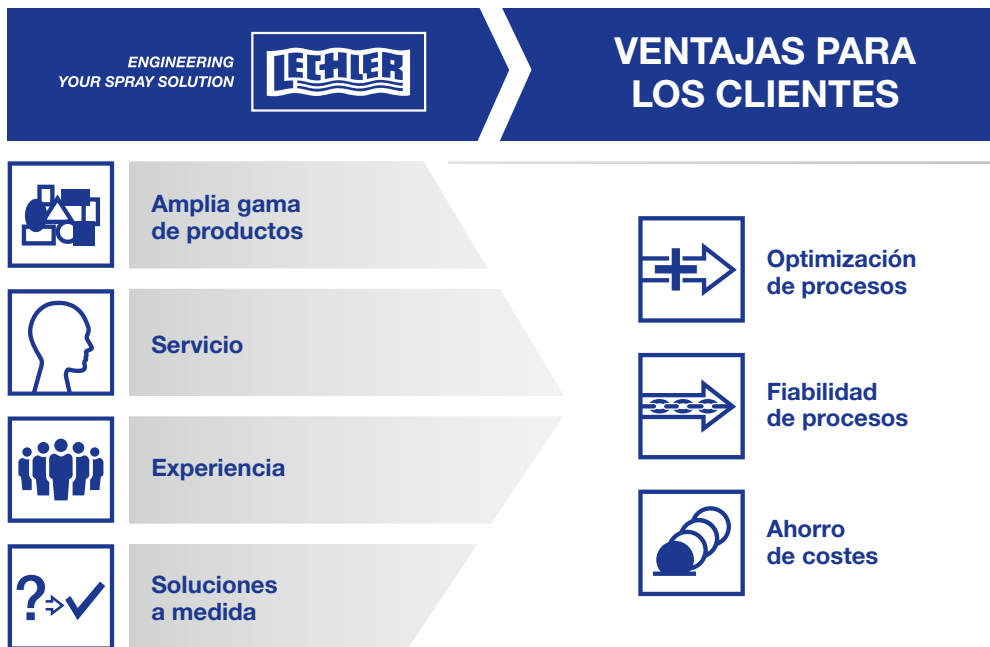 ENGINEERING
YOUR SPRAY SOLUTION
LECHLER
VENTAJAS PARA
LOS CLIENTES
Amplia gama
de productos
Servicio
Experiencia
Soluciones
a medida
Optimización
de procesos
Fiabilidad
de procesos
Ahorro
de costes